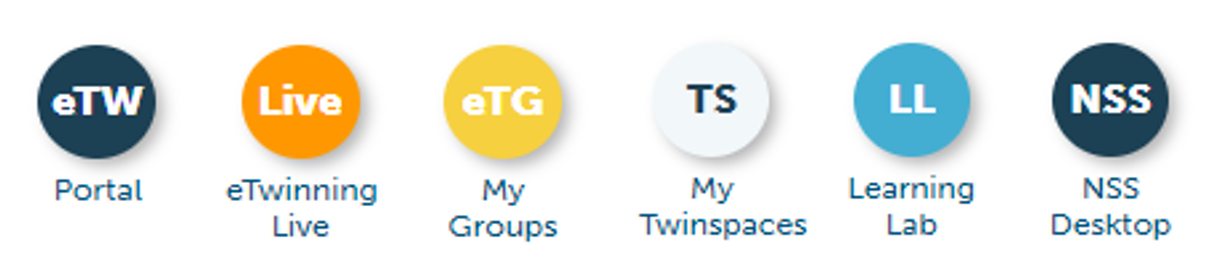 eTW Live eTG TS LL NSS
Portal eTwinning My My Learning NSS
Live Groups Twinspaces Lab Desktop